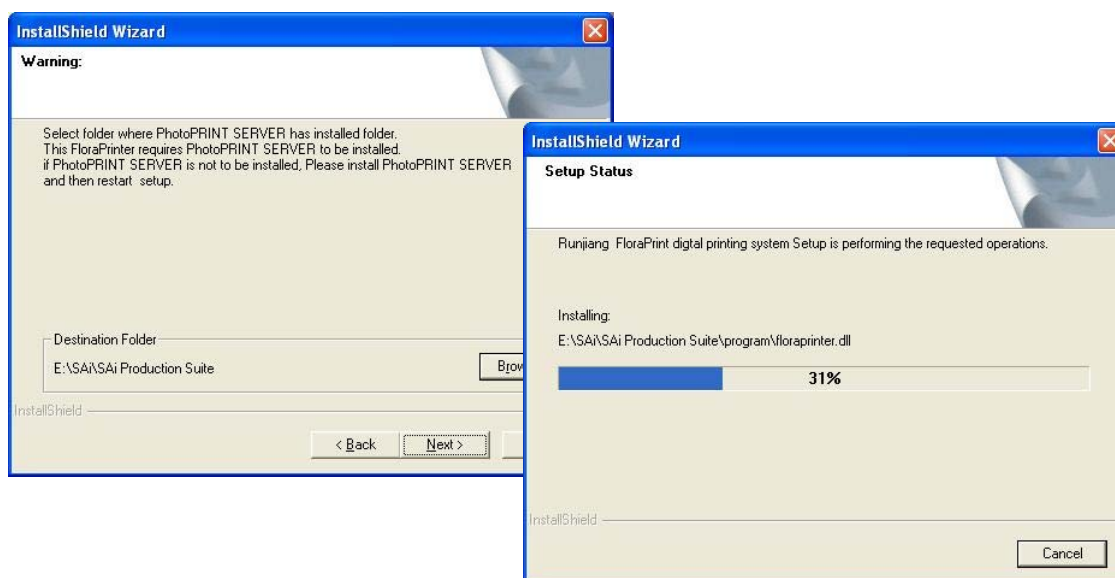 InstallShield Wizard
Warning:
Select folder where PhotoPRINT SERVER has installed folder.
This FloraPrinter requires PhotoPRINT SERVER to be installed.
if PhotoPRINT SERVER is not to be installed, Please install PhotoPRINT SERVER
and then restart setup.
Destination Folder
E:\SAi\SAi Production Suite
Brow
InstallShield
< Back
Next >
InstallShield Wizard
Setup Status
Runjiang FloraPrint digtal printing system Setup is performing the requested operations.
Installing:
E:\SAi\SAi Production Suite\program\floraprinter.dll
31%
InstallShield
Cancel